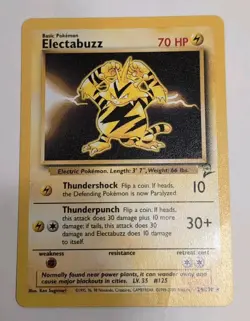 Basic Pokémon
Electabuzz
70 HP
Electric Pokémon. Length: 3' 7", Weight: 66 lbs
Thundershock Flip a coin. If heads,
the Defending Pokémon is now Paralyzed.
10
Thunderpunch Flip a coin. If heads,
this attack does 30 damage plus 10 more
damage; if tails, this attack does 30
damage and Electabuzz does 10 damage
to itself.
30+
weakness
resistance
retreat cost
-30
Normally found near power plants, it can wander away and
cause major blackouts in cities. LV. 35 #125